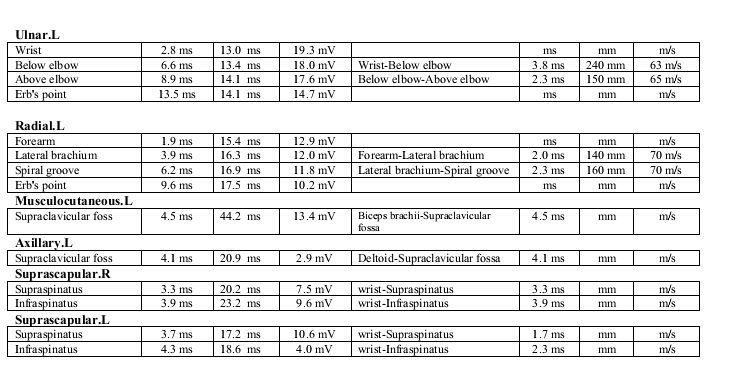 Ulnar.L
Wrist 2.8 ms 13.0 ms 19.3 mV ms mm m/s
Below elbow 6.6 ms 13.4 ms 18.0 mV Wrist-Below elbow 3.8 ms 240 mm 63 m/s
Above elbow 8.9 ms 14.1 ms 17.6 mV Below elbow-Above elbow 2.3 ms 150 mm 65 m/s
Erb's point 13.5 ms 14.1 ms 14.7 mV ms mm m/s
Radial.L
Forearm 1.9 ms 15.4 ms 12.9 mV ms mm m/s
Lateral brachium 3.9 ms 16.3 ms 12.0 mV Forearm-Lateral brachium 2.0 ms 140 mm 70 m/s
Spiral groove 6.2 ms 16.9 ms 11.8 mV Lateral brachium-Spiral groove 2.3 ms 160 mm 70 m/s
Erb's point 9.6 ms 17.5 ms 10.2 mV ms mm m/s
Musculocutaneous.L
Supraclavicular foss 4.5 ms 44.2 ms 13.4 mV Biceps brachii-Supraclavicular 4.5 ms mm m/s
fossa
Axillary.L
Supraclavicular foss 4.1 ms 20.9 ms 2.9 mV Deltoid-Supraclavicular fossa 4.1 ms mm m/s
Suprascapular.R
Supraspinatus 3.3 ms 20.2 ms 7.5 mV wrist-Supraspinatus 3.3 ms mm m/s
Infraspinatus 3.9 ms 23.2 ms 9.6 mV wrist-Infraspinatus 3.9 ms mm m/s
Suprascapular.L
Supraspinatus 3.7 ms 17.2 ms 10.6 mV wrist-Supraspinatus 1.7 ms mm m/s
Infraspinatus 4.3 ms 18.6 ms 4.0 mV wrist-Infraspinatus 2.3 ms mm m/s